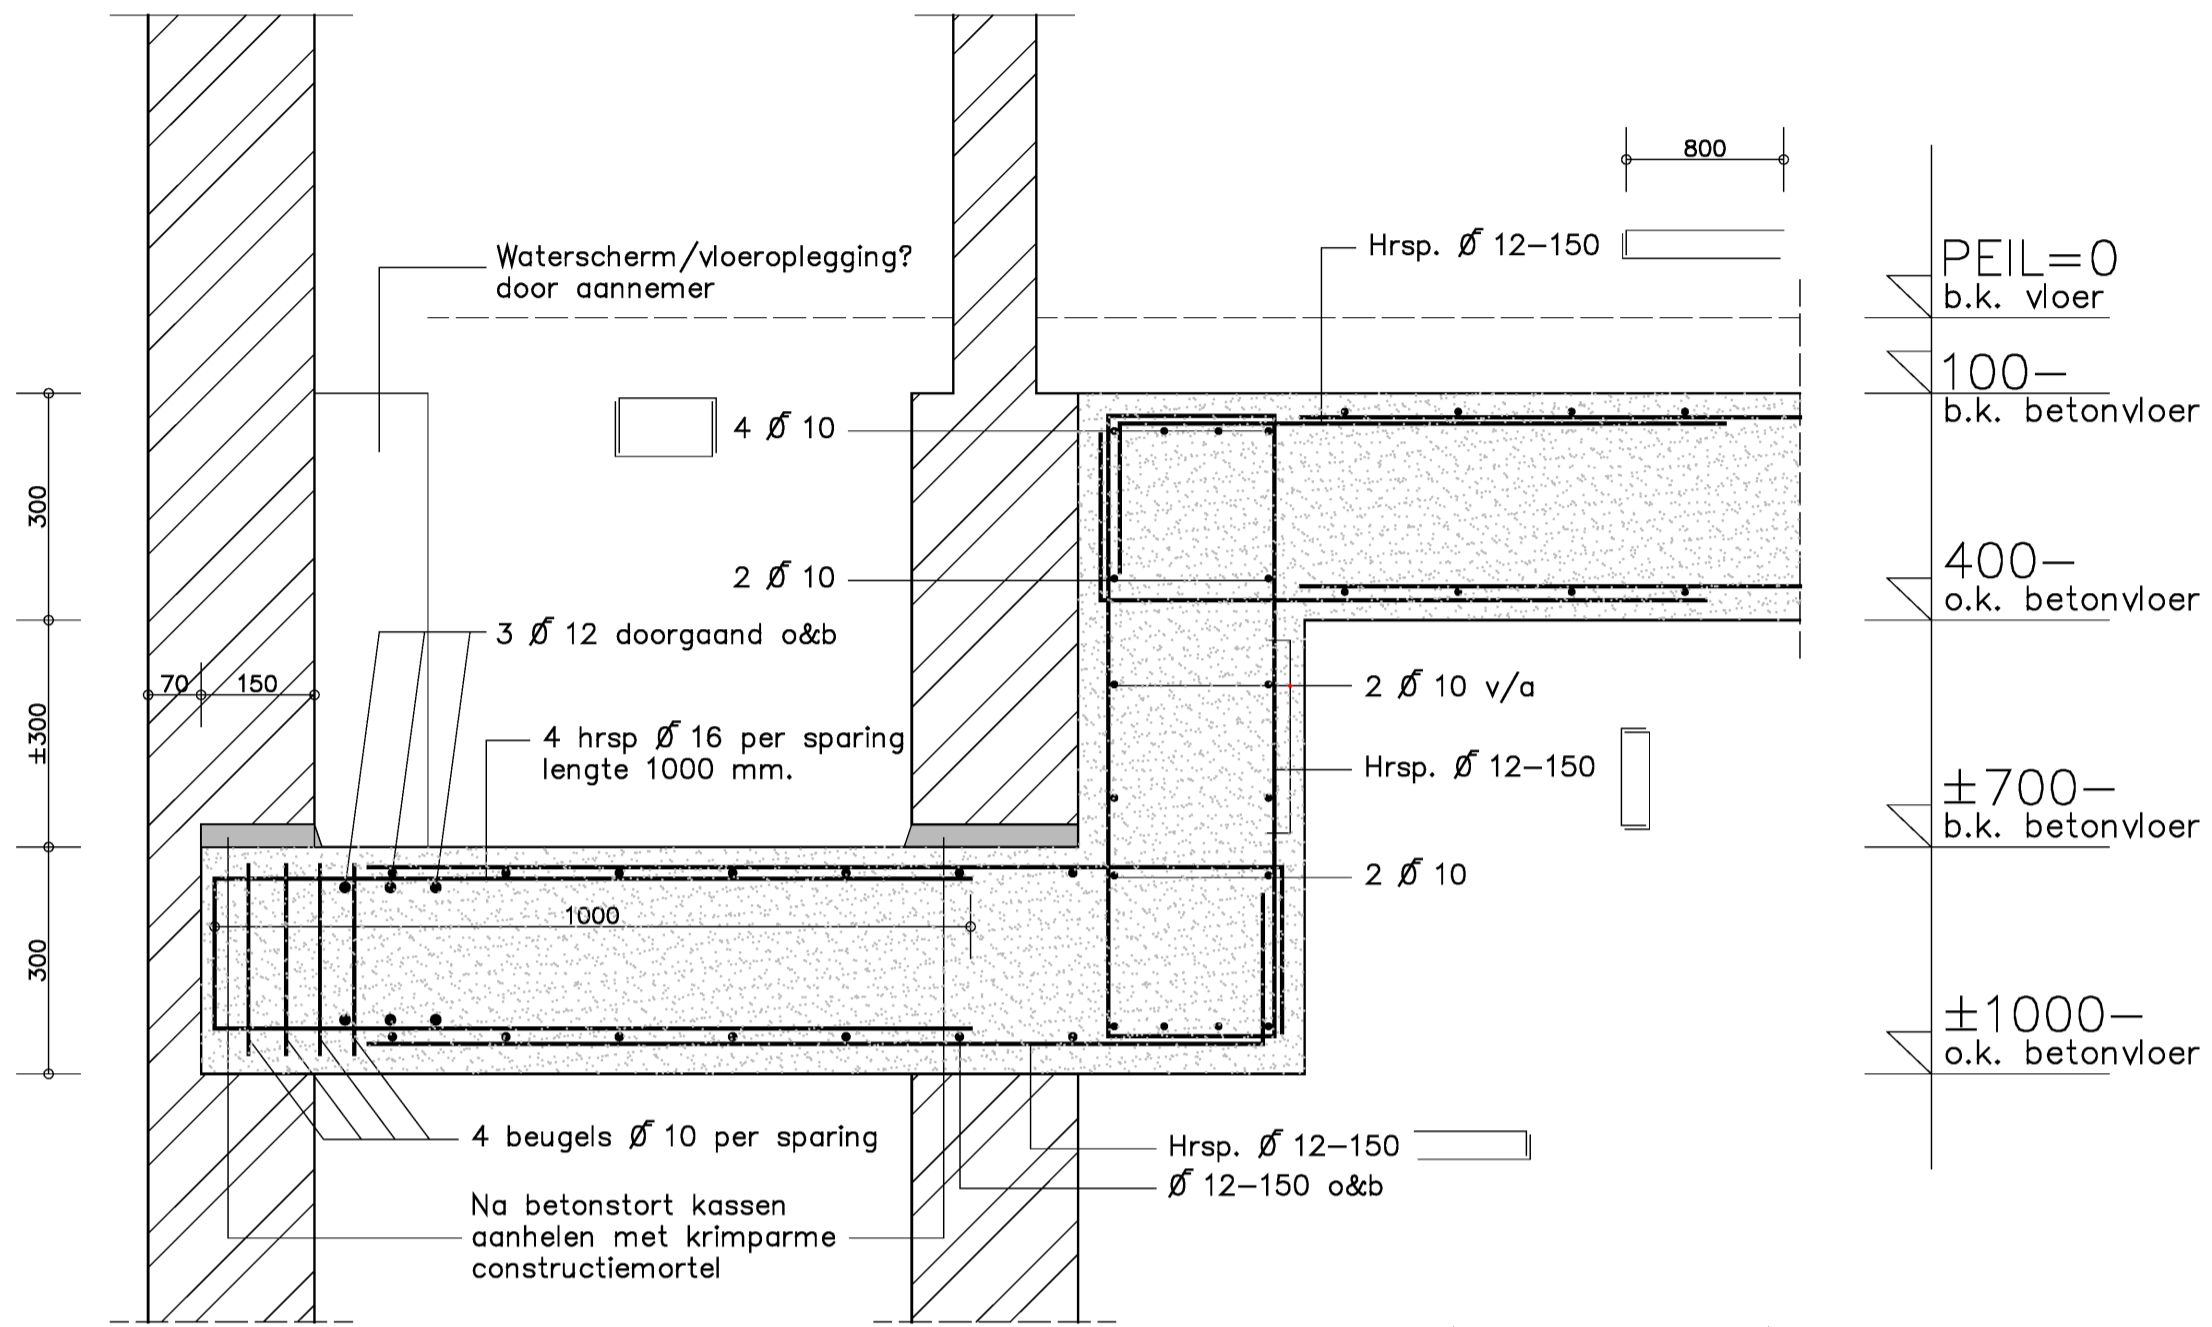 800
Hrsp. Ø 12-150
PEIL=0
b.k. vloer
Waterscherm/vloeroplegging?
door aannemer
100-
b.k. betonvloer
4 Ø 10
300
400-
o.k. betonvloer
2 Ø 10
3 Ø 12 doorgaand o&b
70
150
2 Ø 10 v/a
±300
4 hrsp Ø 16 per sparing
lengte 1000 mm.
Hrsp. Ø 12-150
±700-
b.k. betonvloer
2 Ø 10
1000
300
±1000-
o.k. betonvloer
4 beugels Ø 10 per sparing
Hrsp. Ø 12-150
Ø 12-150 o&b
Na betonstort kassen
aanhelen met krimparme
constructiemortel